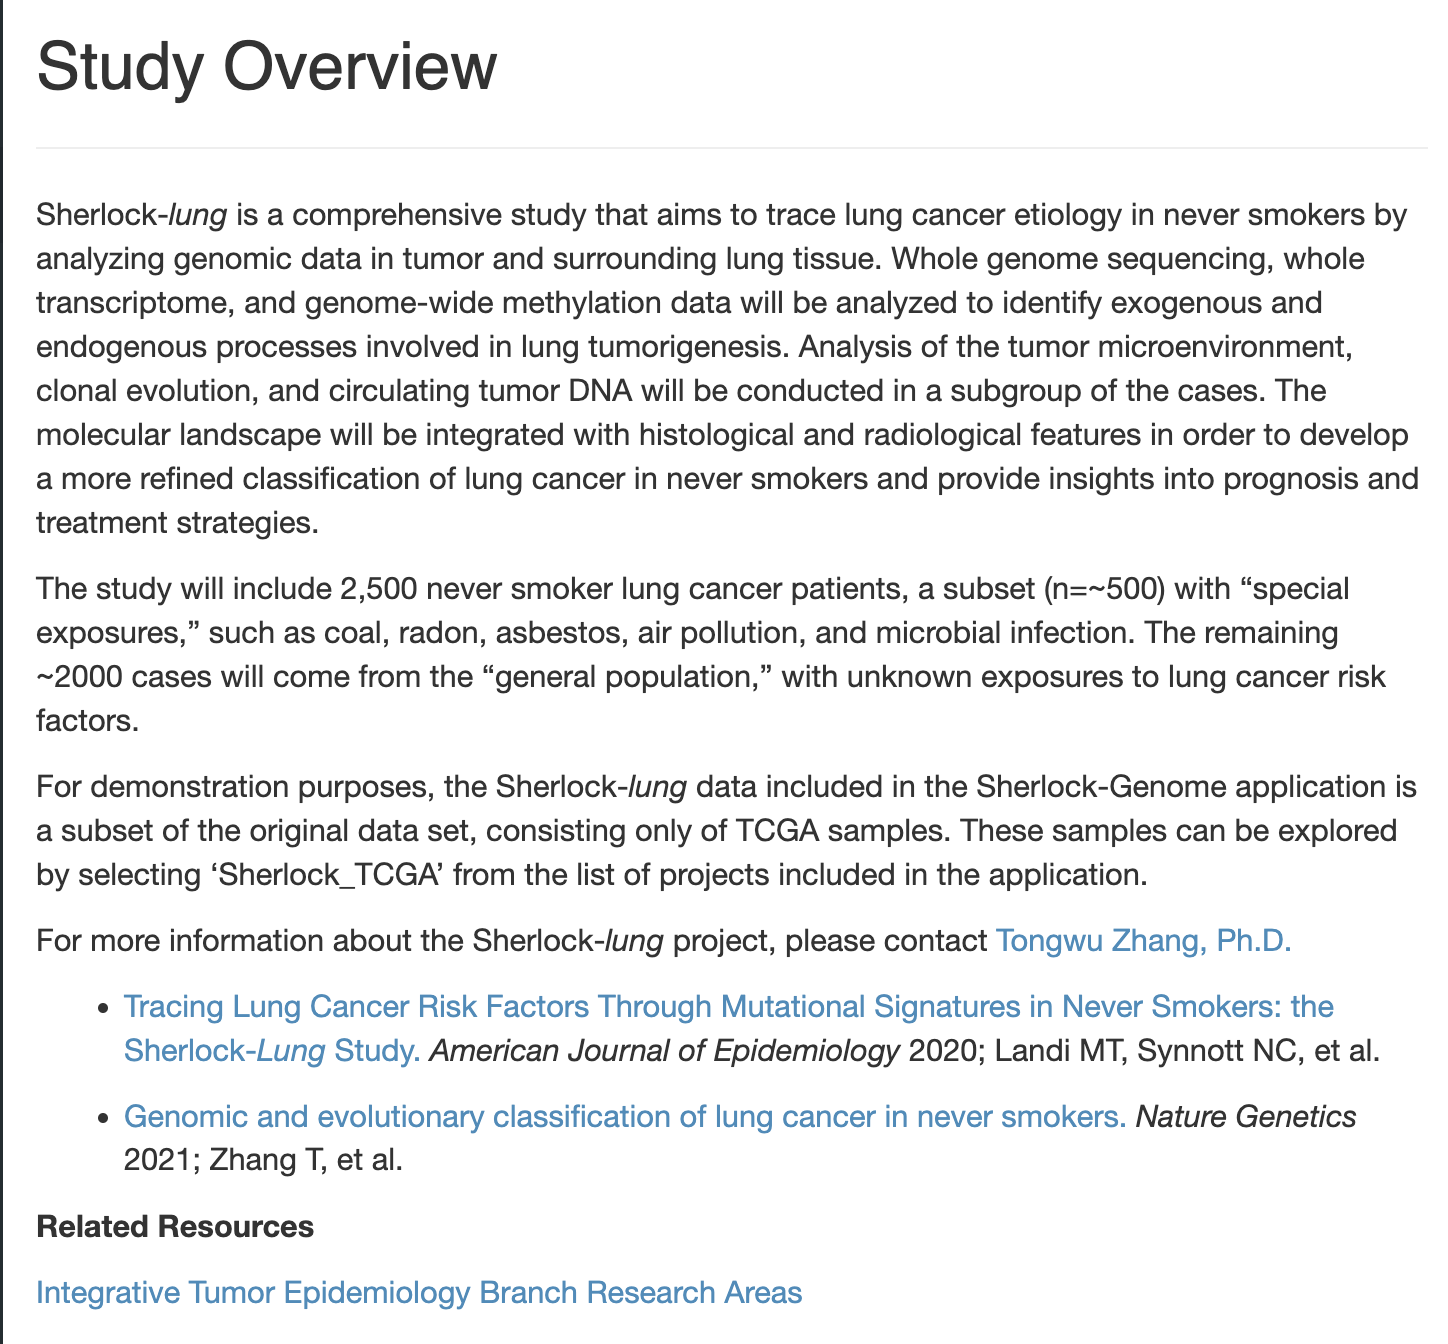 Study Overview
Sherlock-lung is a comprehensive study that aims to trace lung cancer etiology in never smokers by
analyzing genomic data in tumor and surrounding lung tissue. Whole genome sequencing, whole
transcriptome, and genome-wide methylation data will be analyzed to identify exogenous and
endogenous processes involved in lung tumorigenesis. Analysis of the tumor microenvironment,
clonal evolution, and circulating tumor DNA will be conducted in a subgroup of the cases. The
molecular landscape will be integrated with histological and radiological features in order to develop
a more refined classification of lung cancer in never smokers and provide insights into prognosis and
treatment strategies.
The study will include 2,500 never smoker lung cancer patients, a subset (n=~500) with “special
exposures,” such as coal, radon, asbestos, air pollution, and microbial infection. The remaining
~2000 cases will come from the “general population,” with unknown exposures to lung cancer risk
factors.
For demonstration purposes, the Sherlock-lung data included in the Sherlock-Genome application is
a subset of the original data set, consisting only of TCGA samples. These samples can be explored
by selecting ‘Sherlock_TCGA’ from the list of projects included in the application.
For more information about the Sherlock-lung project, please contact Tongwu Zhang, Ph.D.
• Tracing Lung Cancer Risk Factors Through Mutational Signatures in Never Smokers: the
Sherlock-Lung Study. American Journal of Epidemiology 2020; Landi MT, Synnott NC, et al.
• Genomic and evolutionary classification of lung cancer in never smokers. Nature Genetics
2021; Zhang T, et al.
Related Resources
Integrative Tumor Epidemiology Branch Research Areas